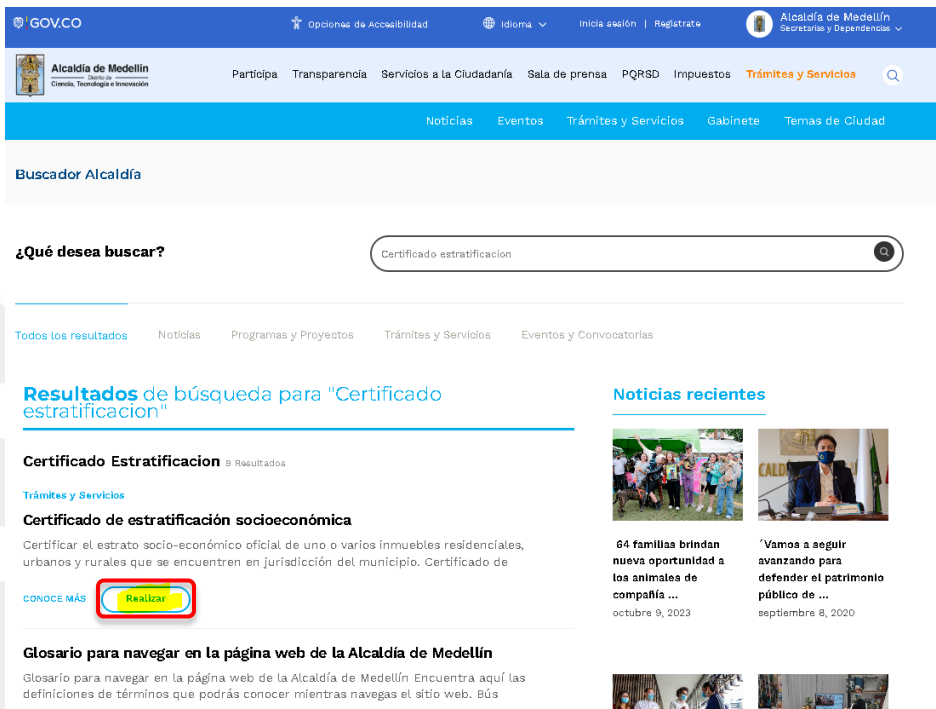 GOV.CO
Opciones de Accesibilidad
Idioma
Inicia sesión | Registrate
Alcaldía de Medellín
Secretarías y Dependencias
Alcaldía de Medellín
Distrito de
Ciencia, Tecnología e Innovación
Participa Transparencia Servicios a la Ciudadanía Sala de prensa PQRSD Impuestos Trámites y Servicios
Noticias Eventos Trámites y Servicios Gabinete Temas de Ciudad
Buscador Alcaldía
¿Qué desea buscar?
Certificado estratificacion
Todos los resultados Noticias Programas y Proyectos Trámites y Servicios Eventos y Convocatorias
Resultados de búsqueda para "Certificado
estratificacion"
Certificado Estratificacion 9 Resultados
Trámites y Servicios
Certificado de estratificación socioeconómica
Certificar el estrato socio-económico oficial de uno o varios inmuebles residenciales,
urbanos y rurales que se encuentren en jurisdicción del municipio. Certificado de
CONOCE MÁS Realizar
Glosario para navegar en la página web de la Alcaldía de Medellín
Glosario para navegar en la página web de la Alcaldía de Medellín Encuentra aquí las
definiciones de términos que podrás conocer mientras navegas el sitio web. Bús
Noticias recientes
64 familias brindan
nueva oportunidad a
los animales de
compañía ...
octubre 9, 2023
´Vamos a seguir
avanzando para
defender el patrimonio
público de ...
septiembre 8, 2020